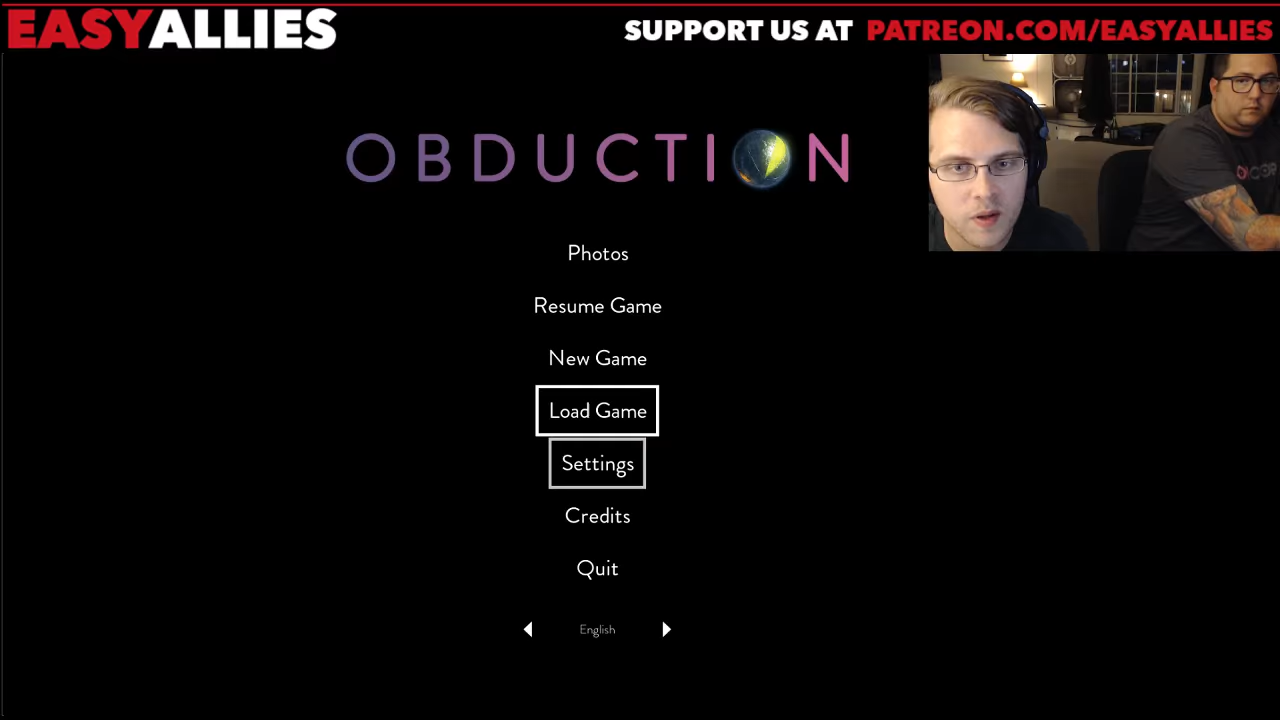 EASYALLIES
SUPPORT US AT PATREON.COM/EASYALLIES
OBDUCTION
Photos
Resume Game
New Game
Load Game
Settings
Credits
Quit
English